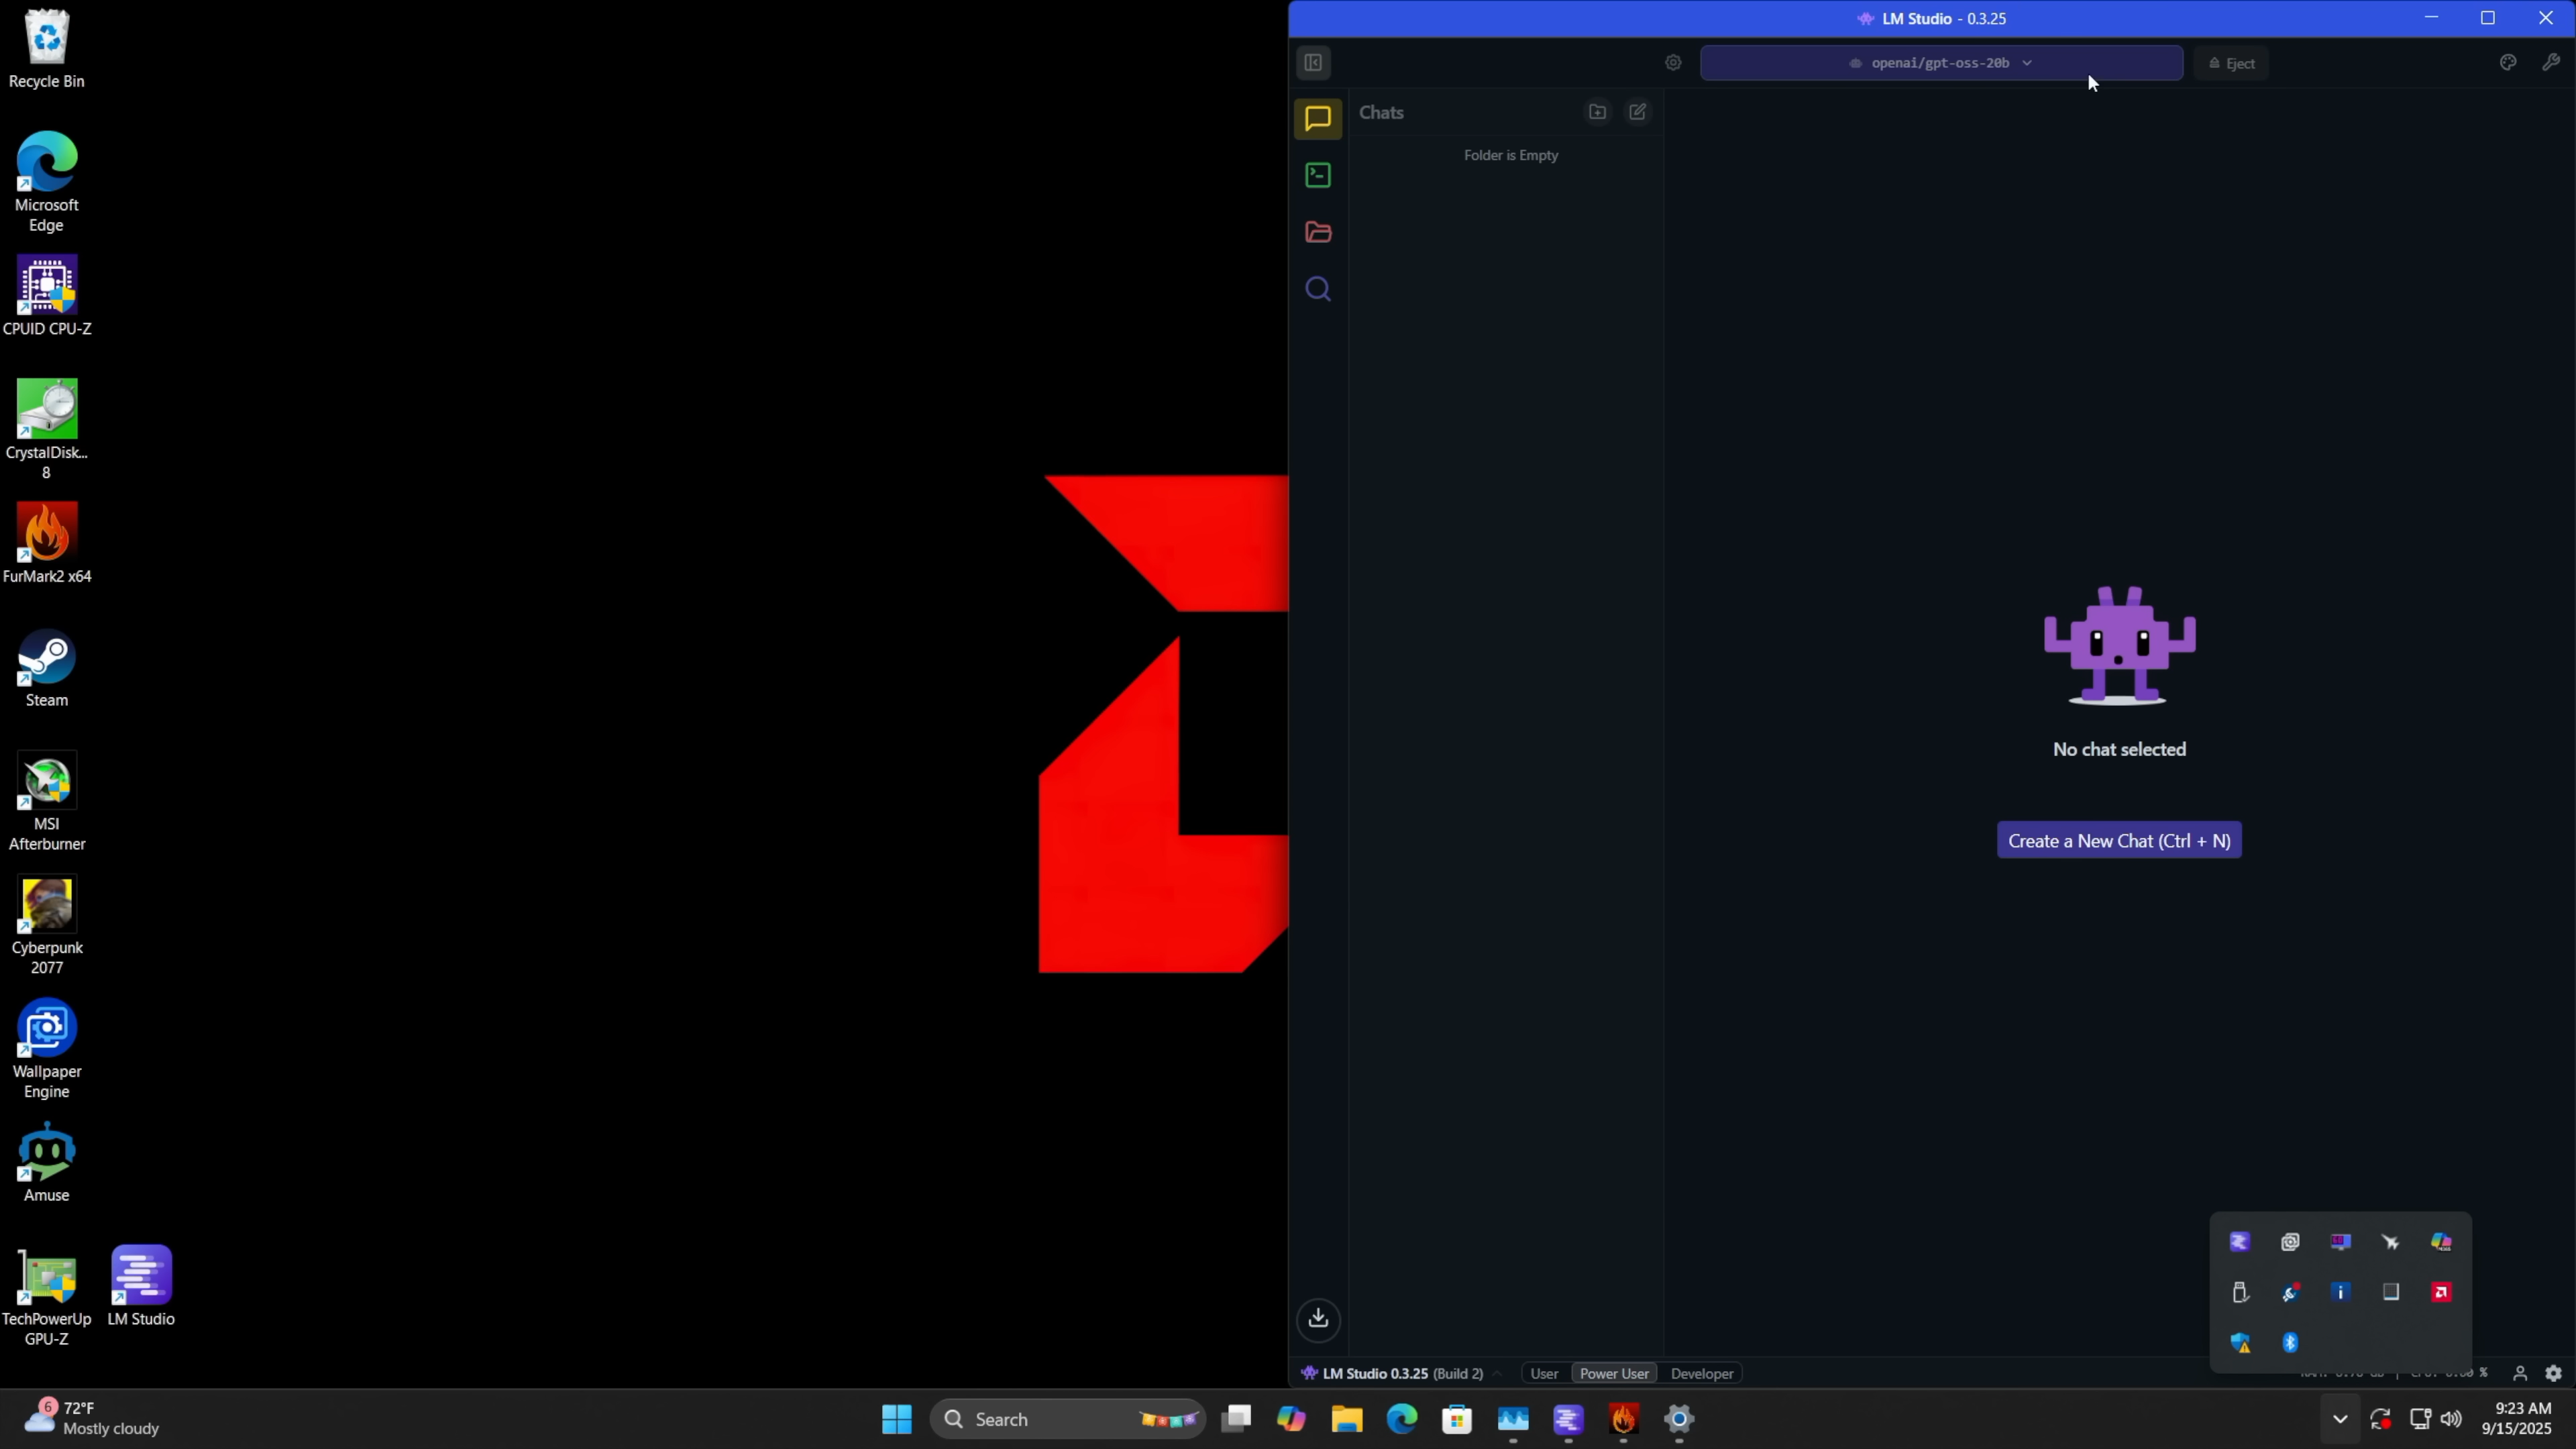 Recycle Bin
Microsoft
Edge
CPUID CPU-Z
CrystalDisk...
8
FurMark2 x64
Steam
MSI
Afterburner
Cyberpunk
2077
Wallpaper
Engine
Amuse
TechPowerUp
GPU-Z
LM Studio
LM Studio - 0.3.25
openai/gpt-oss-20b
Eject
Chats
Folder is Empty
No chat selected
Create a New Chat (Ctrl + N)
LM Studio 0.3.25 (Build 2)
User
Power User
Developer
6
72°F
Mostly cloudy
Search
9:23 AM
9/15/2025